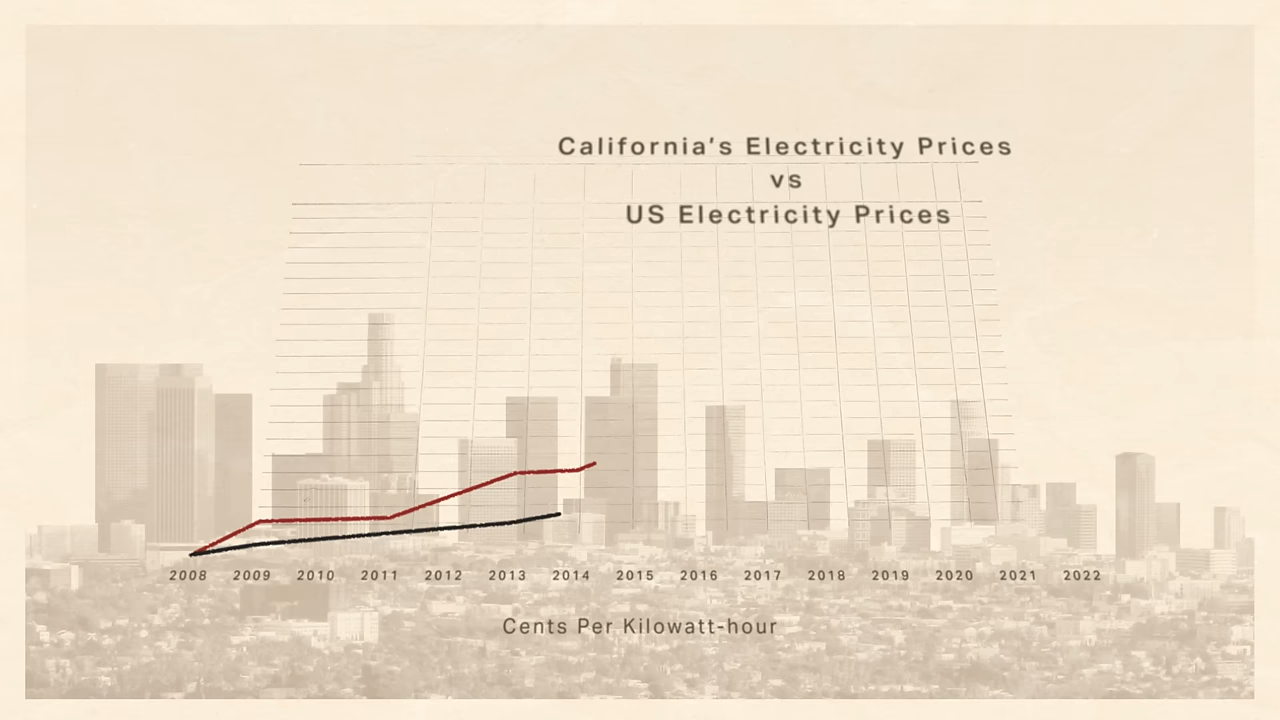 California's Electricity Prices
vs
US Electricity Prices
2008 2009 2010 2011 2012 2013 2014 2015 2016 2017 2018 2019 2020 2021 2022
Cents Per Kilowatt-hour